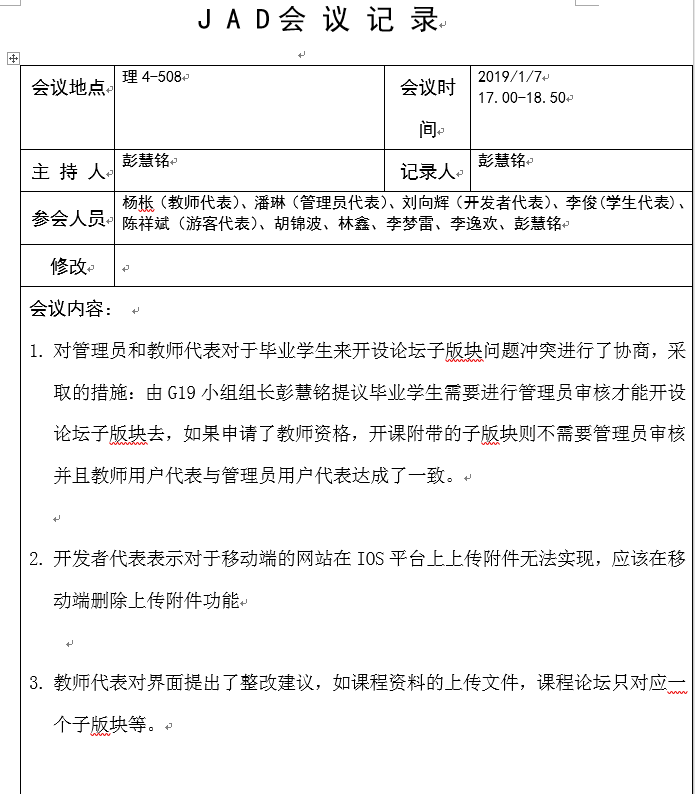 JAD会 议 记 录
会议地点 理 4-508 会议时间 2019/1/7
17.00-18.50
主 持 人 彭慧铭 记录人 彭慧铭
参会人员 杨枨（教师代表）、潘琳（管理员代表）、刘向辉（开发者代表）、李俊(学生代表)、
陈祥斌（游客代表）、胡锦波、林鑫、李梦雷、李逸欢、彭慧铭
修改
会议内容：
1. 对管理员和教师代表对于毕业学生来开设论坛子版块问题冲突进行了协商，采
取的措施：由 G19 小组组长彭慧铭提议毕业学生需要进行管理员审核才能开设
论坛子版块去，如果申请了教师资格，开课附带的子版块则不需要管理员审核
并且教师用户代表与管理员用户代表达成了一致。
2. 开发者代表表示对于移动端的网站在 IOS 平台上上传附件无法实现，应该在移
动端删除上传附件功能
3. 教师代表对界面提出了整改建议，如课程资料的上传文件，课程论坛只对应一
个子版块等。